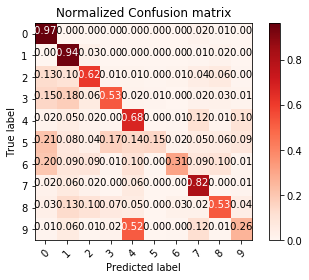 Normalized Confusion matrix
0 0.97 0.00 0.00 0.00 0.00 0.00 0.00 0.02 0.01 0.00
1 0.00 0.94 0.03 0.00 0.00 0.00 0.00 0.01 0.02 0.00
2 0.13 0.10 0.62 0.01 0.01 0.00 0.01 0.04 0.06 0.00
3 0.15 0.18 0.06 0.53 0.02 0.01 0.00 0.02 0.03 0.01
4 0.02 0.05 0.02 0.00 0.68 0.00 0.01 0.12 0.01 0.10
5 0.21 0.08 0.04 0.17 0.14 0.15 0.02 0.05 0.06 0.09
6 0.20 0.09 0.09 0.01 0.10 0.00 0.31 0.09 0.10 0.01
7 0.02 0.06 0.02 0.00 0.06 0.00 0.00 0.82 0.00 0.01
8 0.03 0.13 0.10 0.12 0.05 0.00 0.00 0.02 0.53 0.04
9 0.01 0.06 0.01 0.02 0.52 0.00 0.00 0.12 0.01 0.26
0 1 2 3 4 5 6 7 8 9
True label
Predicted label
0.8
0.6
0.4
0.2
0.0